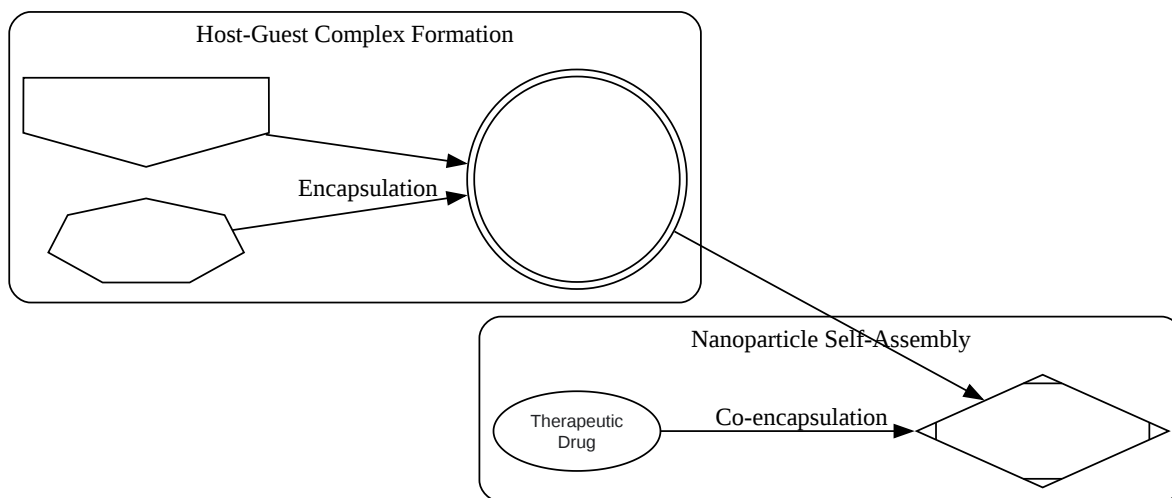 Host-Guest Complex Formation
Encapsulation
Nanoparticle Self-Assembly
Therapeutic
Drug
Co-encapsulation